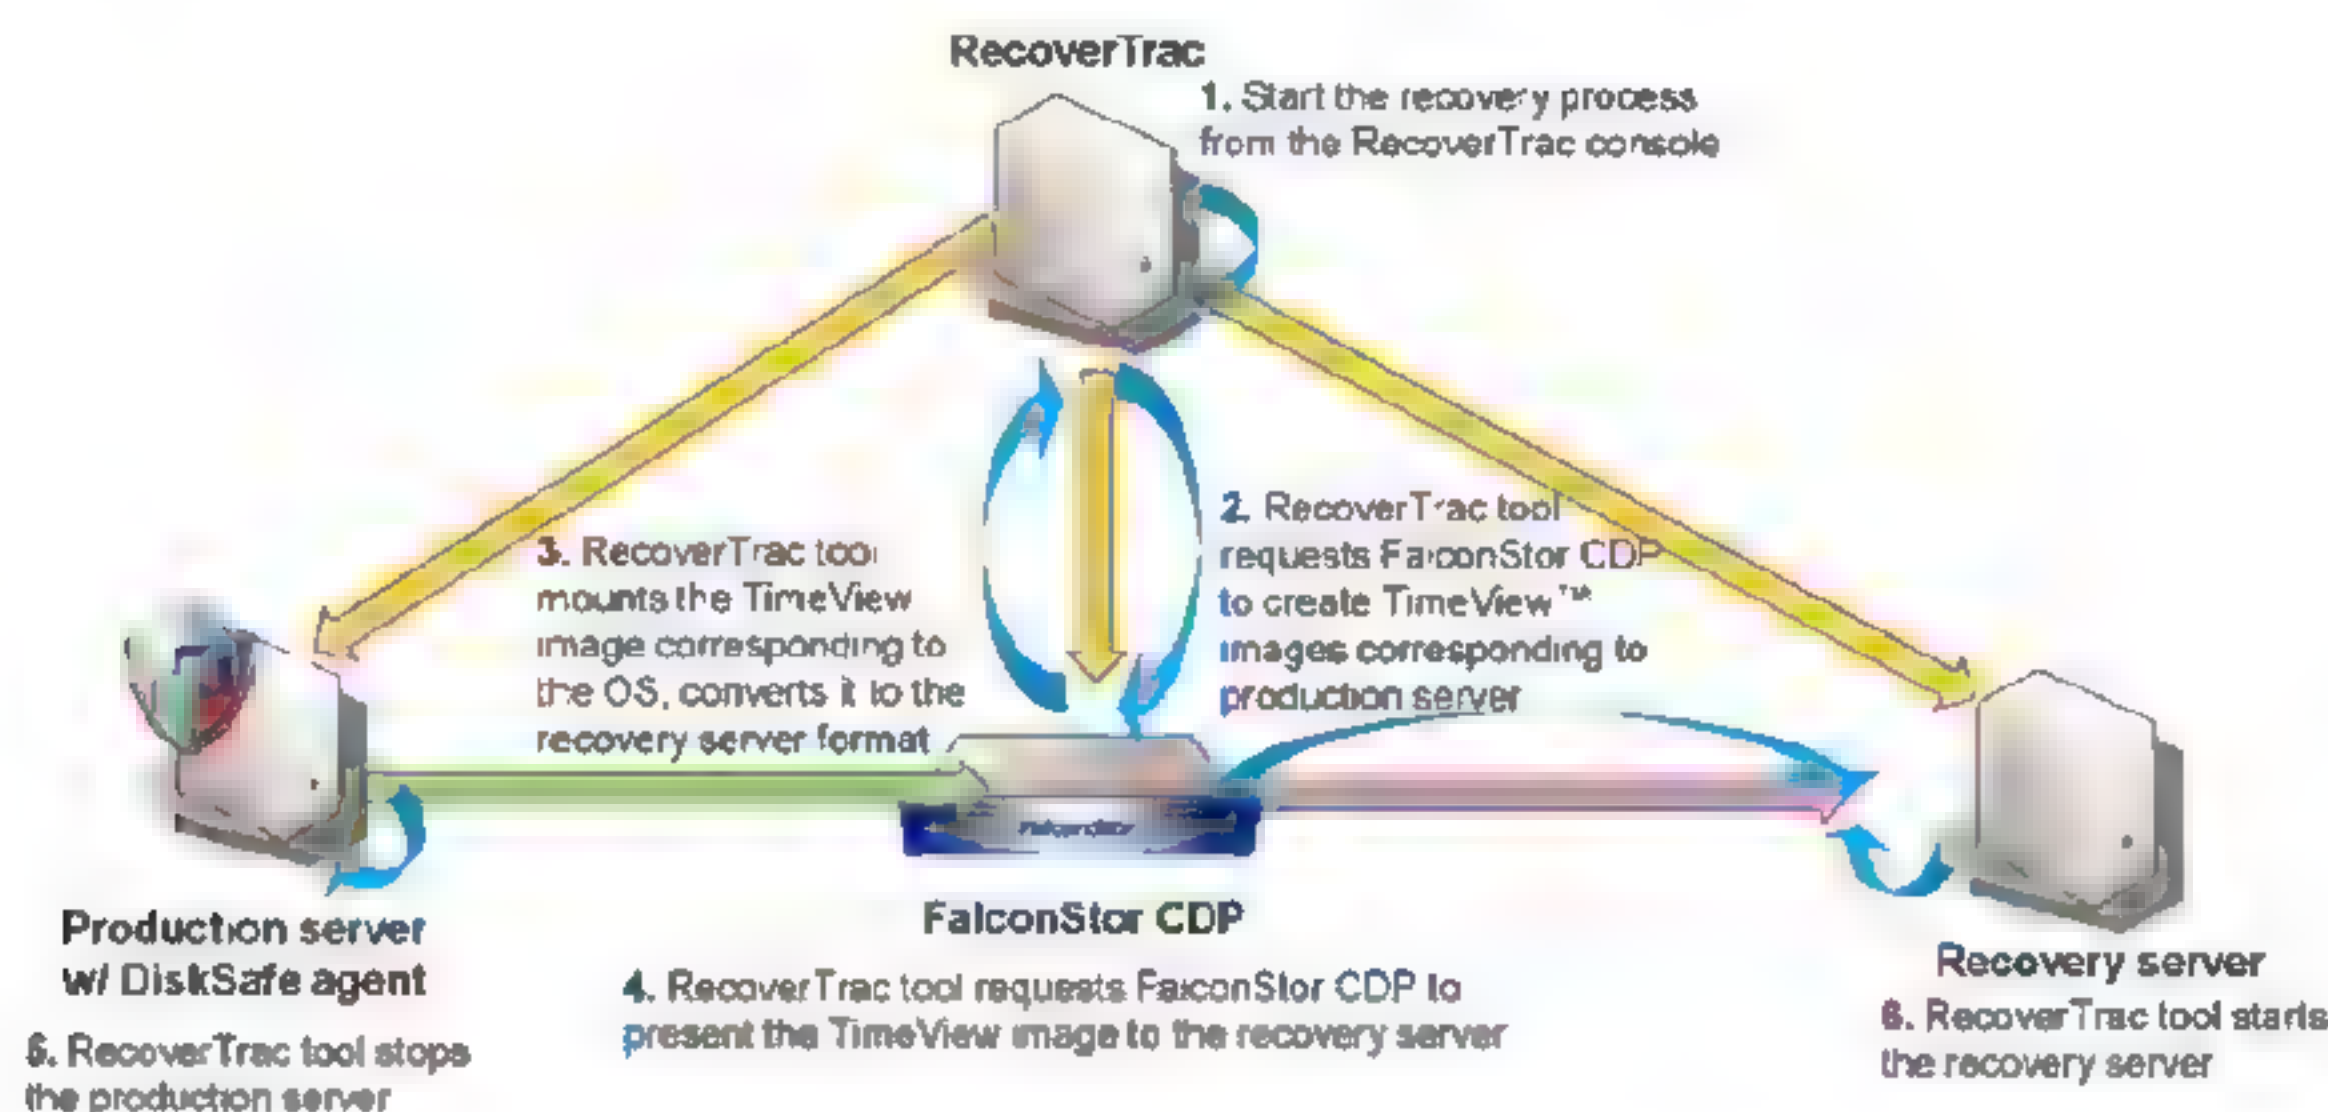 RecoverTrac
1. Start the recovery process
from the RecoverTrac console
2. RecoverTrac tool
requests FalconStor CDP
to create TimeView™
images corresponding to
production server
3. RecoverTrac tool
mounts the TimeView
image corresponding to
the OS, converts it to the
recovery server format
FalconStor
FalconStor CDP
Production server
w/ DiskSafe agent
4. RecoverTrac tool requests FalconStor CDP to
present the TimeView image to the recovery server
Recovery server
5. RecoverTrac tool stops
the production server
6. RecoverTrac tool starts
the recovery server